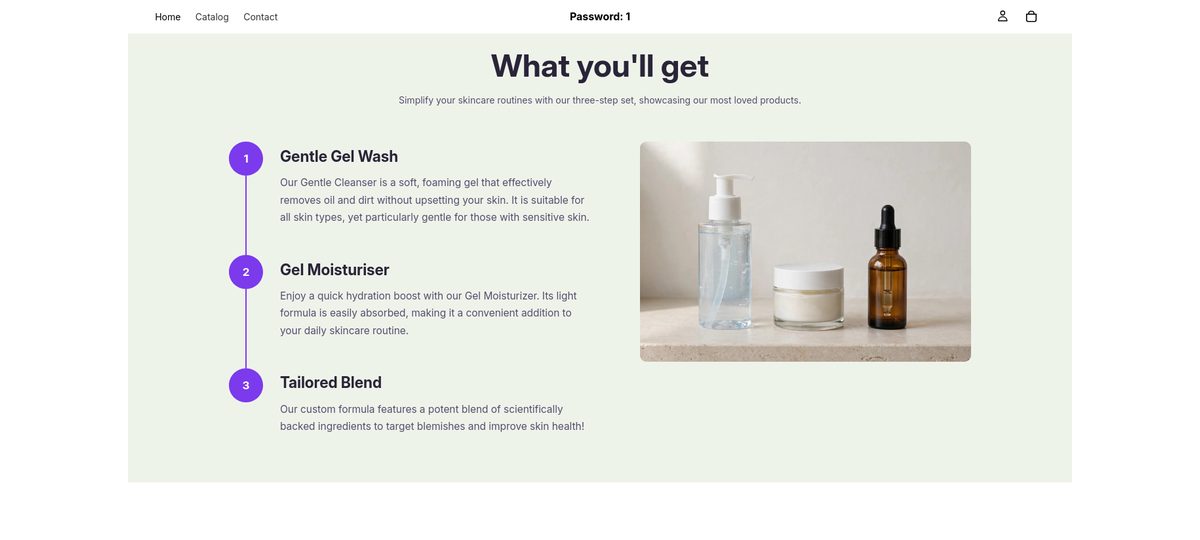 Home Catalog Contact
Password: 1
What you'll get
Simplify your skincare routines with our three-step set, showcasing our most loved products.
1
Gentle Gel Wash
Our Gentle Cleanser is a soft, foaming gel that effectively
removes oil and dirt without upsetting your skin. It is suitable for
all skin types, yet particularly gentle for those with sensitive skin.
2
Gel Moisturiser
Enjoy a quick hydration boost with our Gel Moisturizer. Its light
formula is easily absorbed, making it a convenient addition to
your daily skincare routine.
3
Tailored Blend
Our custom formula features a potent blend of scientifically
backed ingredients to target blemishes and improve skin health!